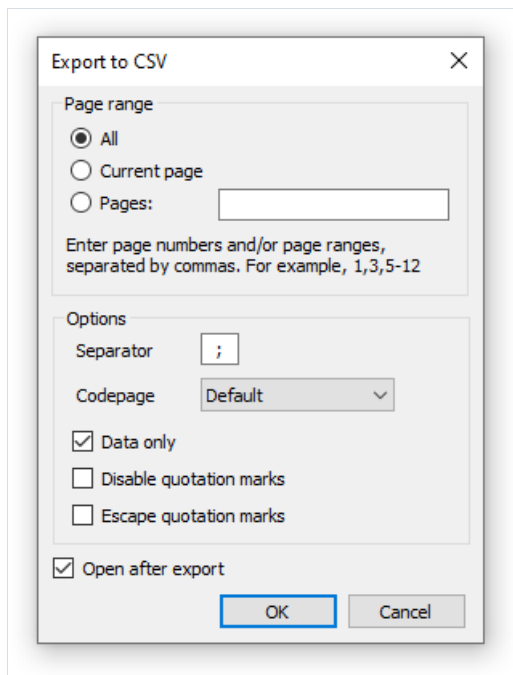 Export to CSV
Page range
All
Current page
Pages:
Enter page numbers and/or page ranges,
separated by commas. For example, 1,3,5-12
Options
Separator ;
Codepage Default
Data only
Disable quotation marks
Escape quotation marks
Open after export
OK Cancel